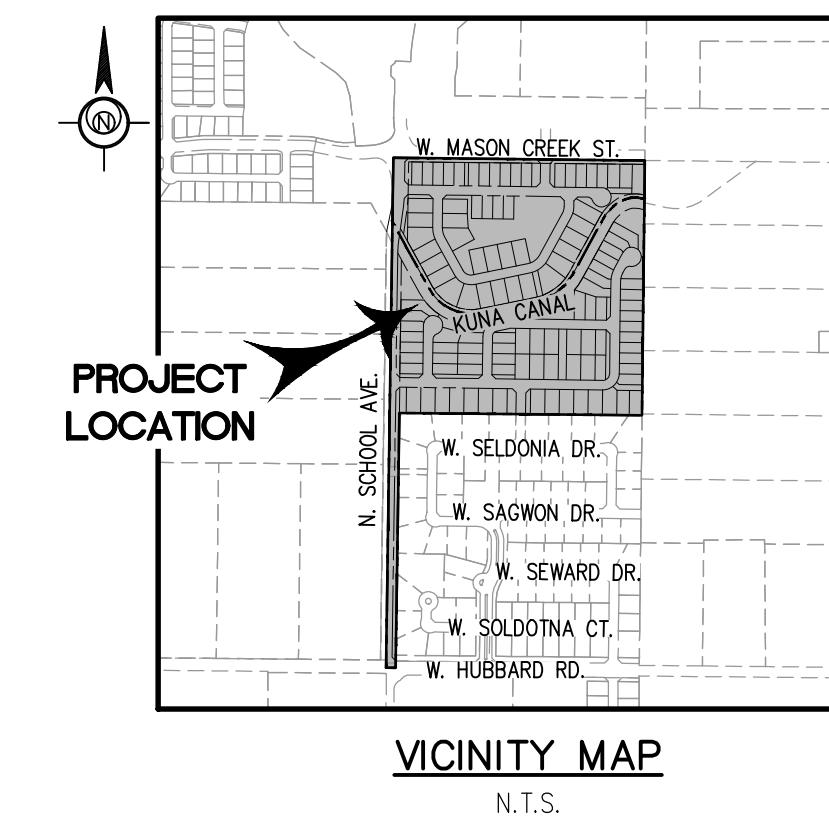 N
W. MASON CREEK ST.
KUNA CANAL
PROJECT
LOCATION
N. SCHOOL AVE.
W. SELDONIA DR.
W. SAGWON DR.
W. SEWARD DR.
W. SOLDOTNA CT.
W. HUBBARD RD.
VICINITY MAP
N.T.S.